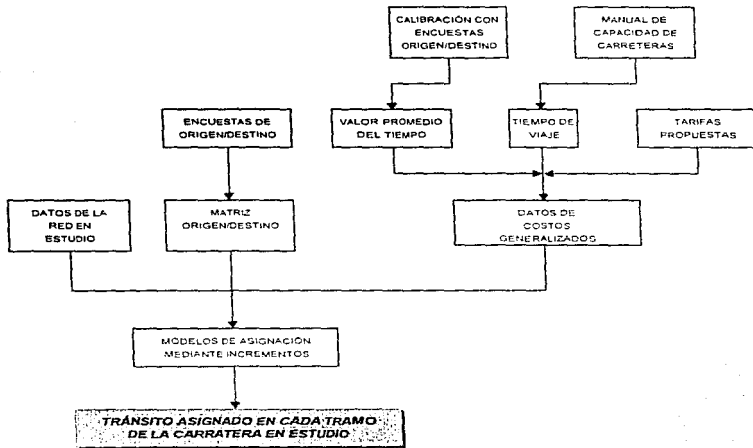 CALIBRACIÓN CON
ENCUESTAS
ORIGEN/DESTINO
MANUAL DE
CAPACIDAD DE
CARRETERAS
ENCUESTAS DE
ORIGEN/DESTINO
VALOR PROMEDIO
DEL TIEMPO
TIEMPO DE
VIAJE
TARIFAS
PROPUESTAS
DATOS DE LA
RED EN
ESTUDIO
MATRIZ
ORIGEN/DESTINO
DATOS DE
COSTOS
GENERALIZADOS
MODELOS DE ASIGNACIÓN
MEDIANTE INCREMENTOS
TRÁNSITO ASIGNADO EN CADA TRAMO
DE LA CARRATERA EN ESTUDIO